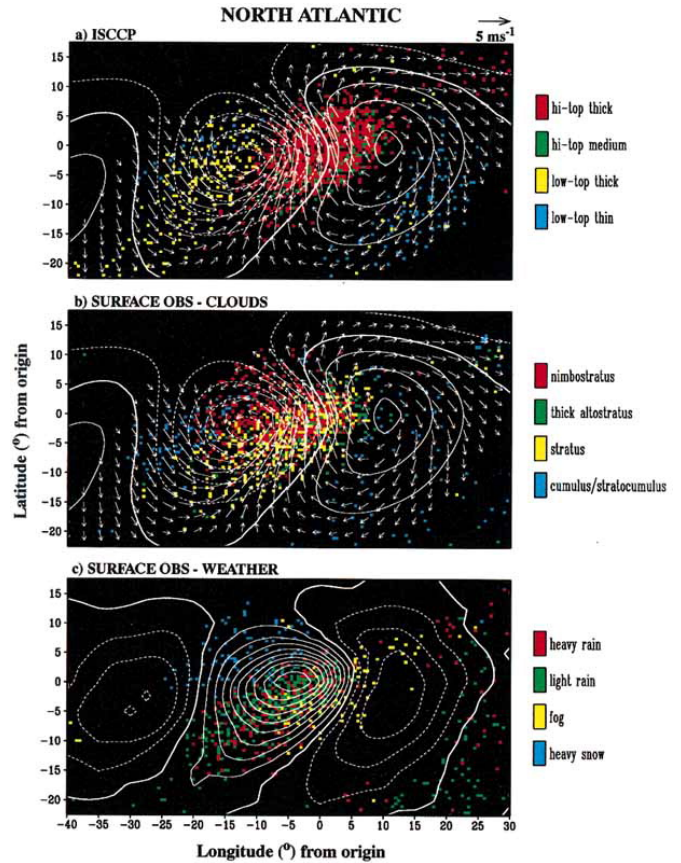 NORTH ATLANTIC
5 ms⁻¹
a) ISCCP
15
10
5
0
-5
-10
-15
-20
hi-top thick
hi-top medium
low-top thick
low-top thin
b) SURFACE OBS - CLOUDS
15
10
5
0
-5
-10
-15
-20
nimbostratus
thick altostratus
stratus
cumulus/stratocumulus
Latitude (⁰) from origin
c) SURFACE OBS - WEATHER
15
10
5
0
-5
-10
-15
-20
heavy rain
light rain
fog
heavy snow
-40 -35 -30 -25 -20 -15 -10 -5 0 5 10 15 20 25 30
Longitude (⁰) from origin